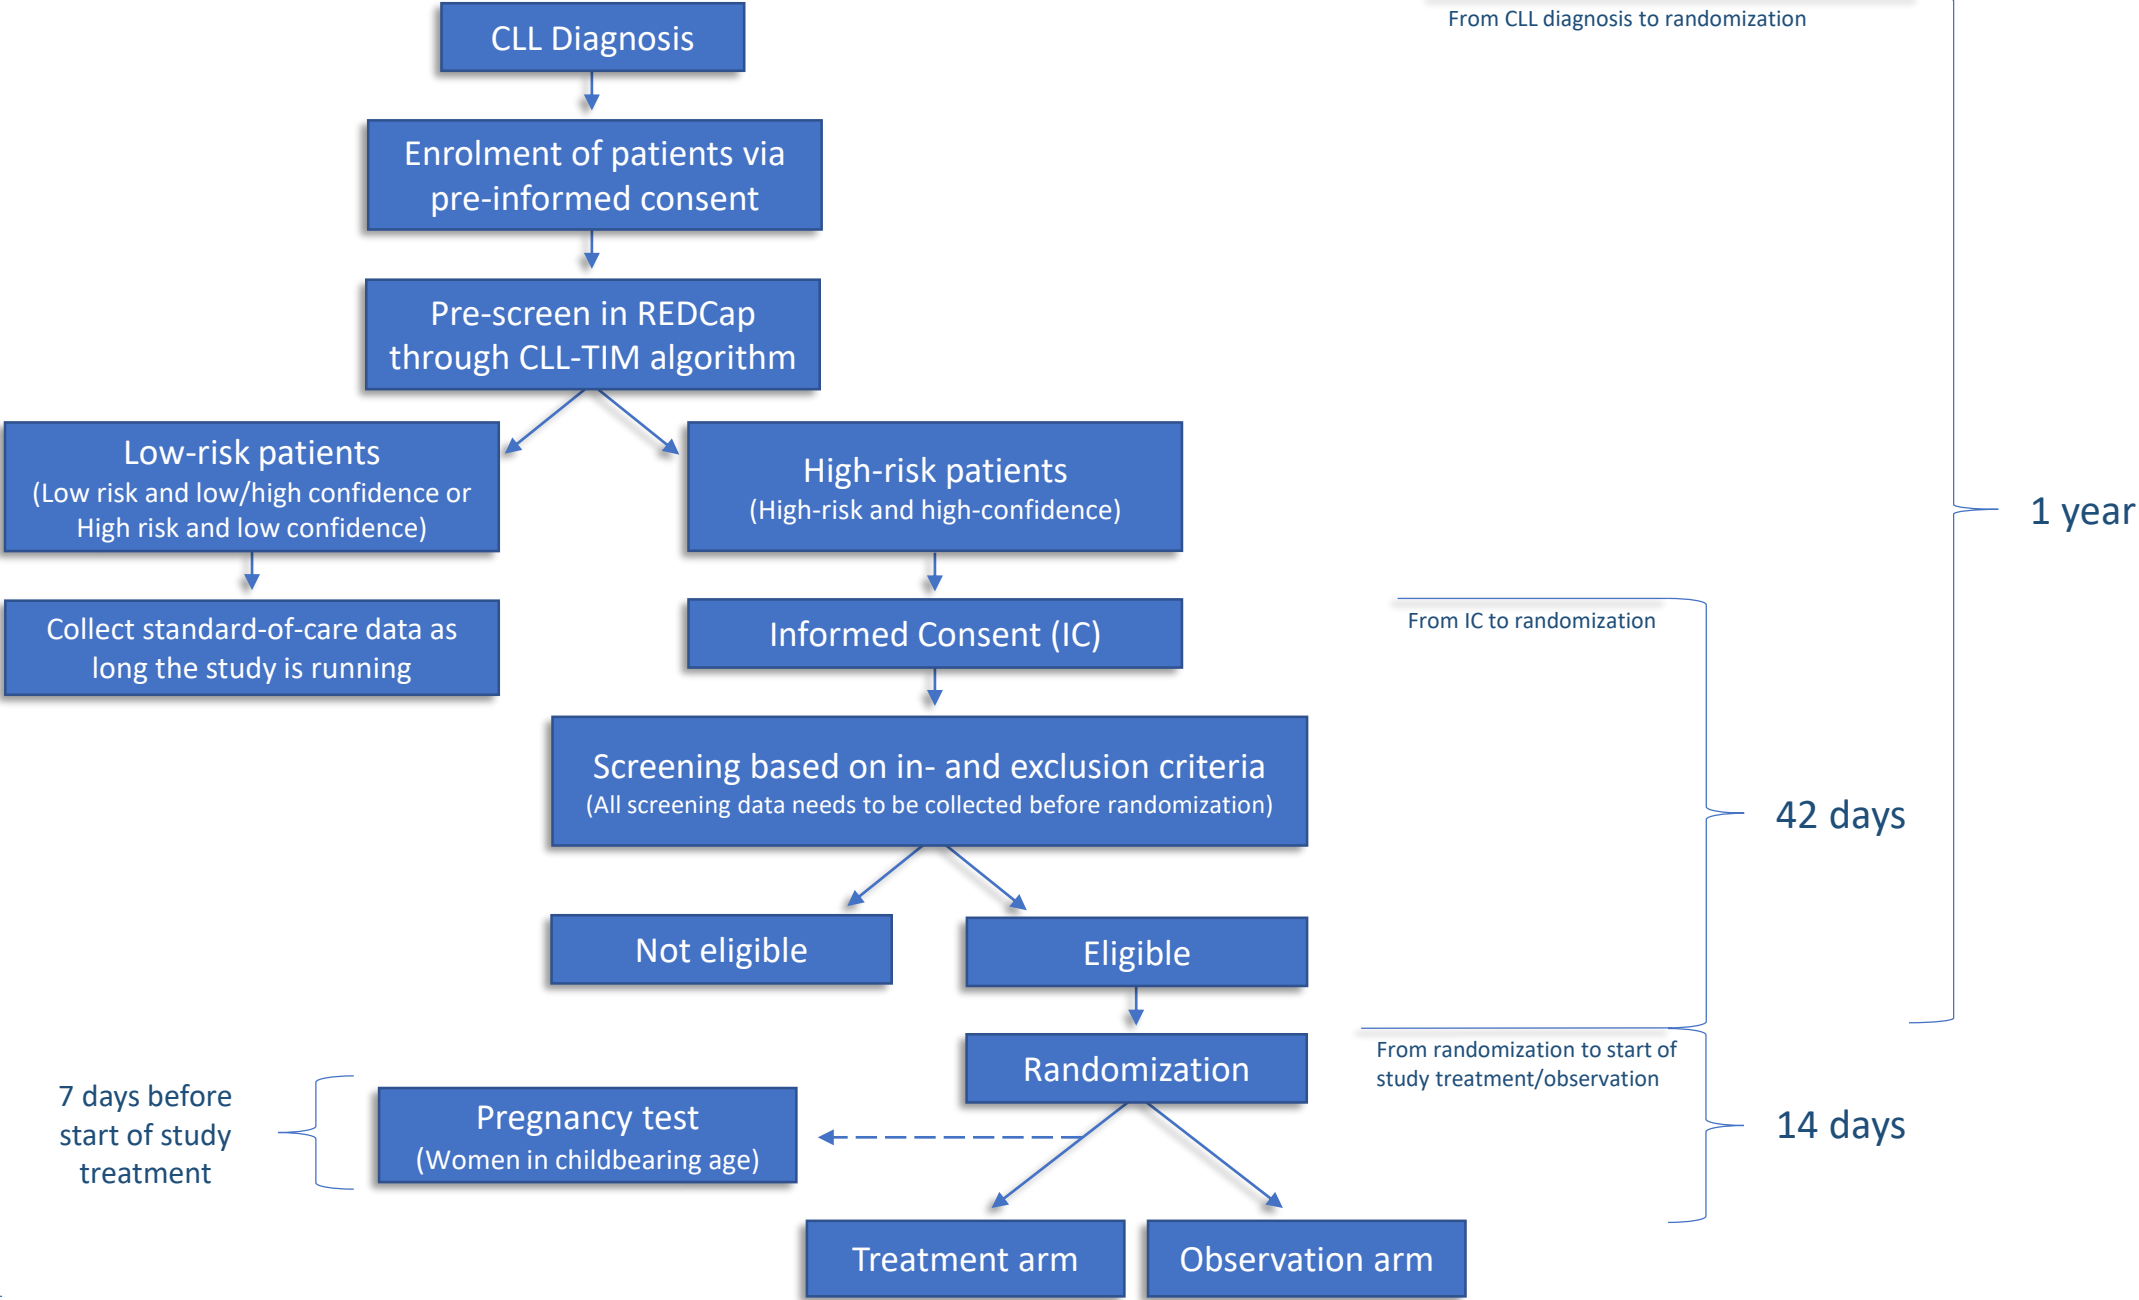 CLL Diagnosis
From CLL diagnosis to randomization
Enrolment of patients via
pre-informed consent
Pre-screen in REDCap
through CLL-TIM algorithm
Low-risk patients
(Low risk and low/high confidence or
High risk and low confidence)
High-risk patients
(High-risk and high-confidence)
1 year
Collect standard-of-care data as
long the study is running
Informed Consent (IC)
From IC to randomization
Screening based on in- and exclusion criteria
(All screening data needs to be collected before randomization)
42 days
Not eligible
Eligible
Randomization
From randomization to start of
study treatment/observation
7 days before
start of study
treatment
Pregnancy test
(Women in childbearing age)
14 days
Treatment arm
Observation arm